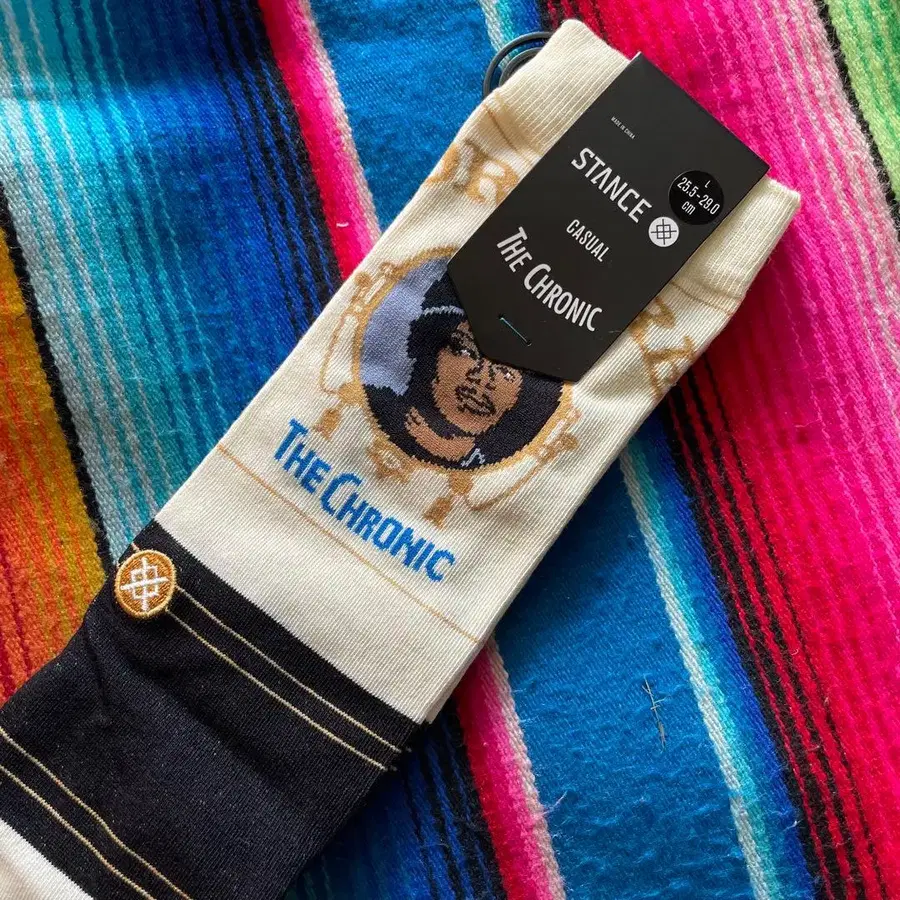 MADE IN CHINA
STANCE
L
25.5-29.0
cm
CASUAL
THE CHRONIC
THE CHRONIC